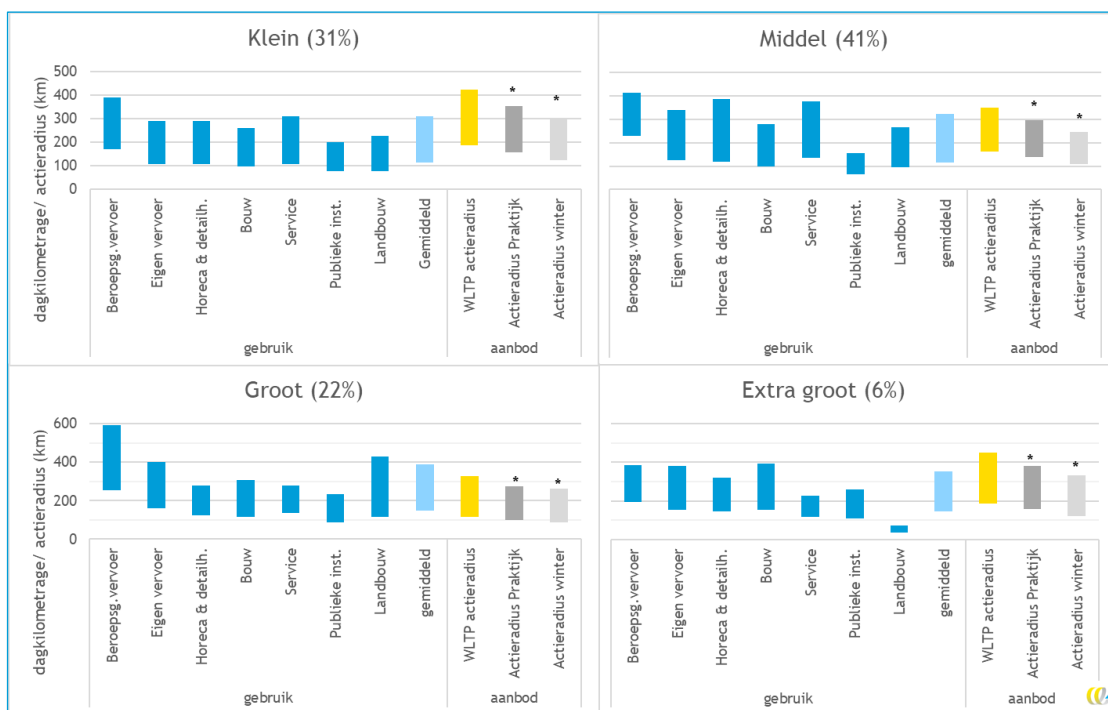 Klein (31%)
dagkilometrage/ actieradius (km)
500
400
300
200
100
0
*
*
Beroepsg.vervoer
Eigen vervoer
Horeca & detailh.
Bouw
Service
Publieke inst.
Landbouw
Gemiddeld
WLTP actieradius
Actieradius Praktijk
Actieradius winter
gebruik
aanbod
Middel (41%)
*
*
Beroepsg.vervoer
Eigen vervoer
Horeca & detailh.
Bouw
Service
Publieke inst.
Landbouw
gemiddeld
WLTP actieradius
Actieradius Praktijk
Actieradius winter
gebruik
aanbod
Groot (22%)
dagkilometrage/ actieradius (km)
600
400
200
0
*
*
Beroepsg.vervoer
Eigen vervoer
Horeca & detailh.
Bouw
Service
Publieke inst.
Landbouw
gemiddeld
WLTP actieradius
Actieradius Praktijk
Actieradius winter
gebruik
aanbod
Extra groot (6%)
*
*
Beroepsg.vervoer
Eigen vervoer
Horeca & detailh.
Bouw
Service
Publieke inst.
Landbouw
gemiddeld
WLTP actieradius
Actieradius Praktijk
Actieradius winter
gebruik
aanbod